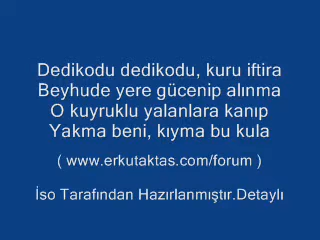 Dedikodu dedikodu, kuru iftira
Beyhude yere gücenip alınma
O kuyruklu yalanlara kanıp
Yakma beni, kıyma bu kula
( www.erkutaktas.com/forum )
İso Tarafından Hazırlanmıştır.Detaylı